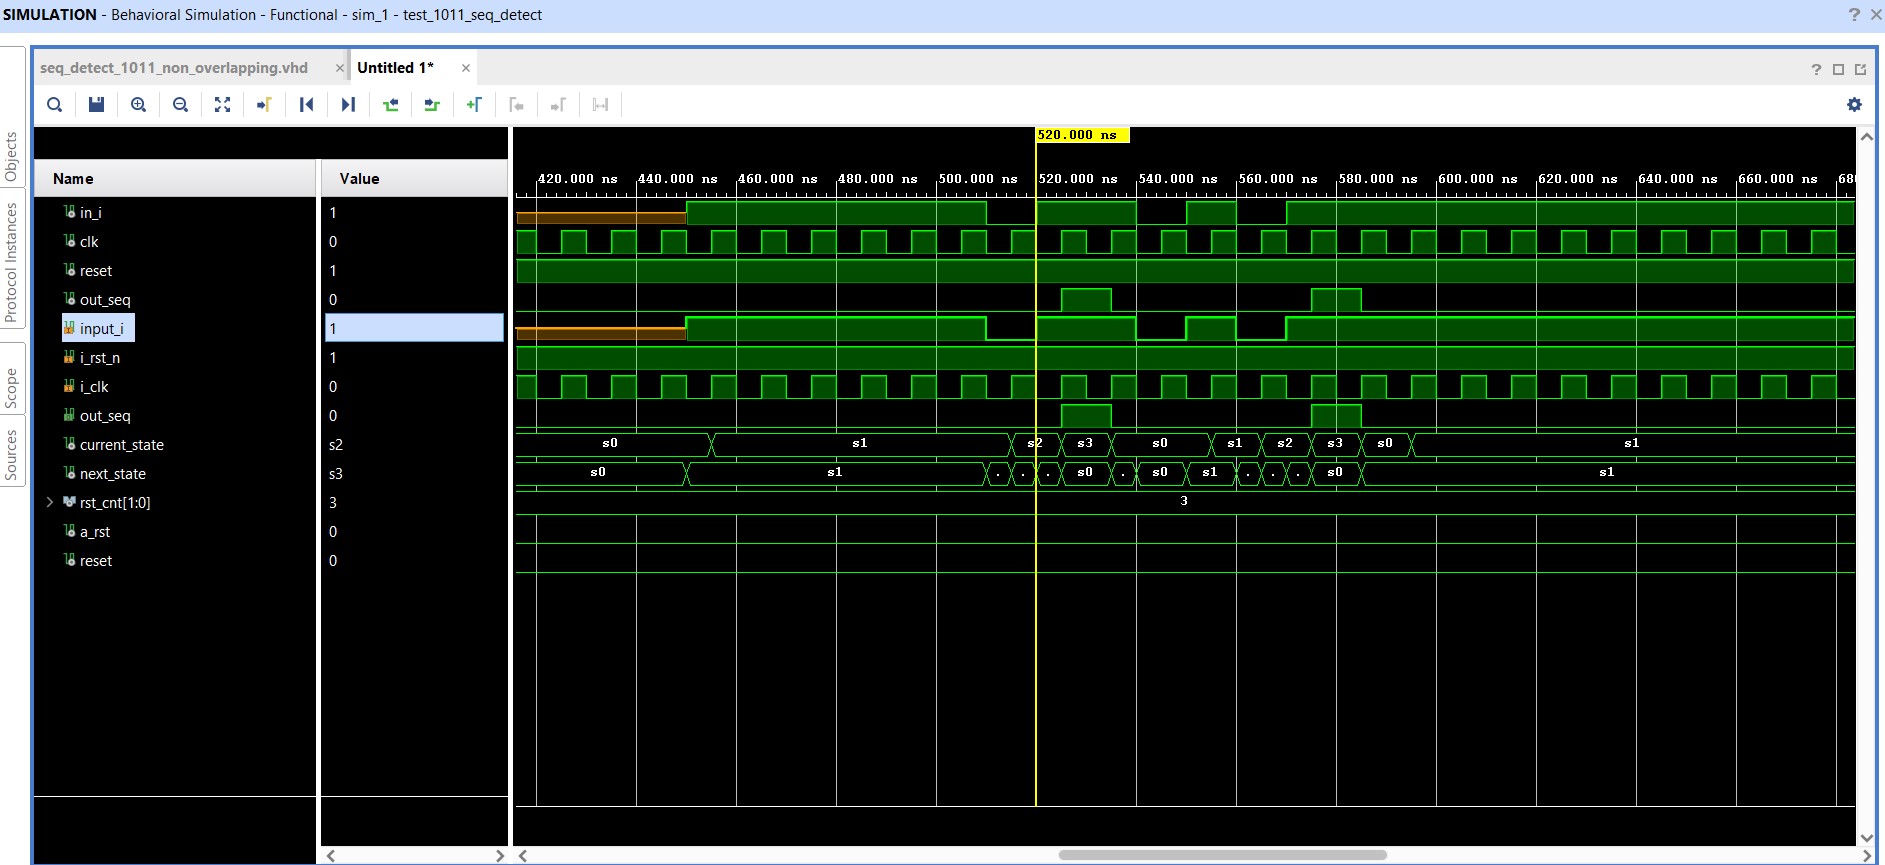 SIMULATION - Behavioral Simulation - Functional - sim_1 - test_1011_seq_detect
Objects
Protocol Instances
Scope
Sources
seq_detect_1011_non_overlapping.vhd
Untitled 1*
520.000 ns
Name Value
420.000 ns 440.000 ns 460.000 ns 480.000 ns 500.000 ns 520.000 ns 540.000 ns 560.000 ns 580.000 ns 600.000 ns 620.000 ns 640.000 ns 660.000 ns 680
in_i 1
clk 0
reset 1
out_seq 0
input_i 1
i_rst_n 1
i_clk 0
out_seq 0
current_state s2 s0 s1 s2 s3 s0 s1 s2 s3 s0 s1
next_state s3 s0 s1 . . . s0 . s0 s1 . . . s0 s1
rst_cnt[1:0] 3 3
a_rst 0
reset 0